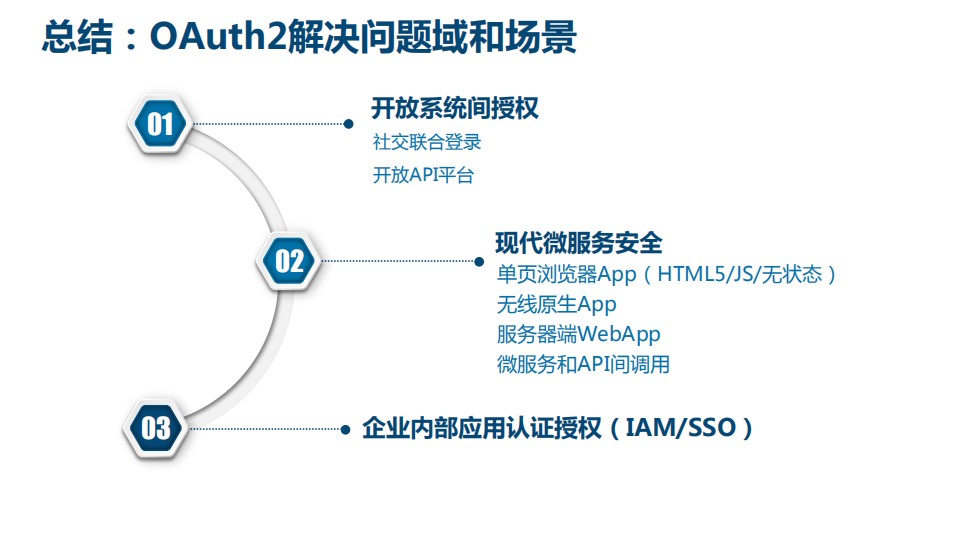 总结：OAuth2解决问题域和场景
01
开放系统间授权
社交联合登录
开放API平台
02
现代微服务安全
单页浏览器App（HTML5/JS/无状态）
无线原生App
服务器端WebApp
微服务和API间调用
03
企业内部应用认证授权（IAM/SSO）